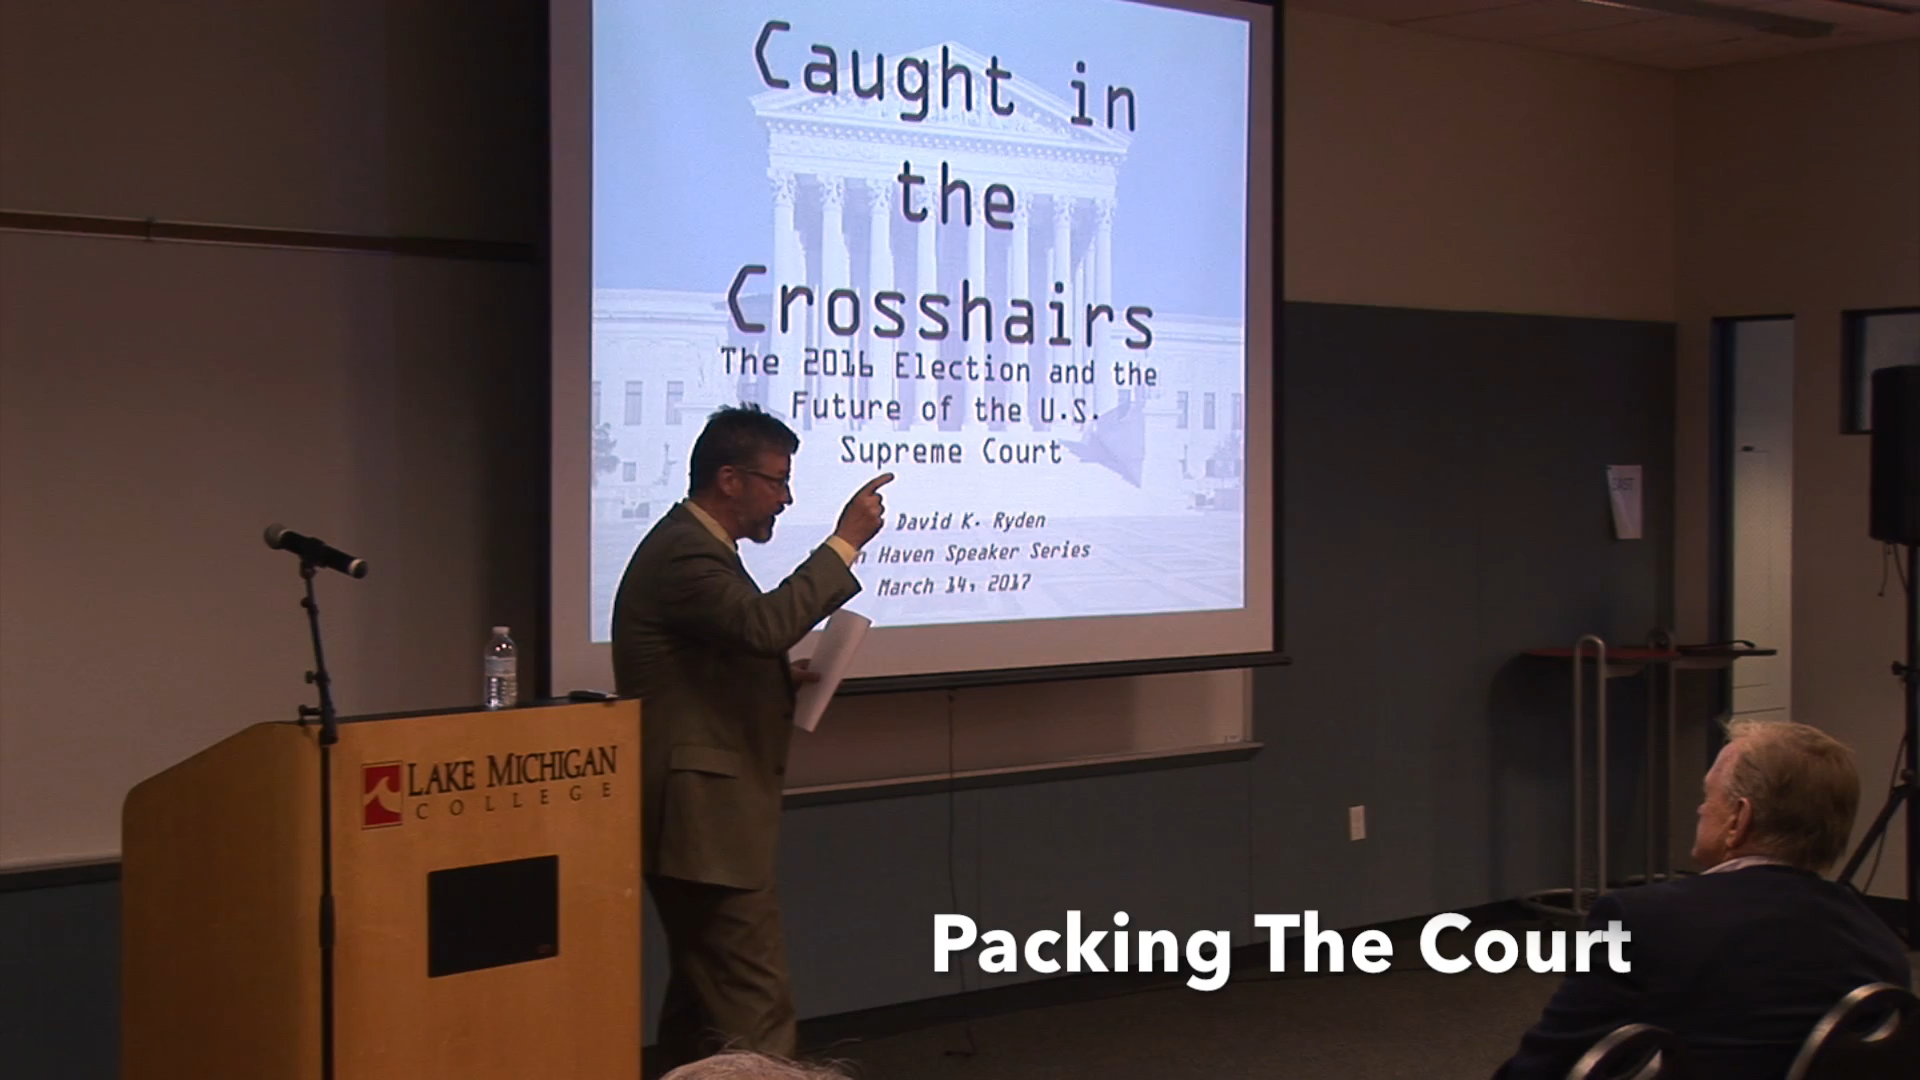 Caught in
the
Crosshairs
The 2016 Election and the
Future of the U.S.
Supreme Court
David K. Ryden
Haven Speaker Series
March 14, 2017
LAKE MICHIGAN
COLLEGE
Packing The Court